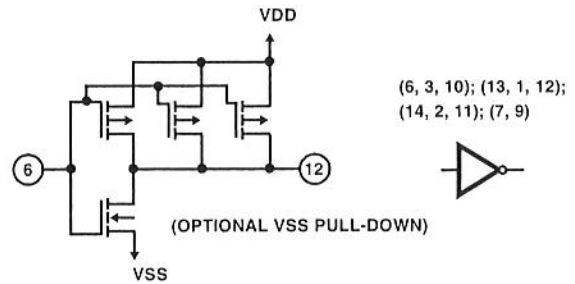 VDD
(6, 3, 10); (13, 1, 12);
(14, 2, 11); (7, 9)
6
12
(OPTIONAL VSS PULL-DOWN)
VSS